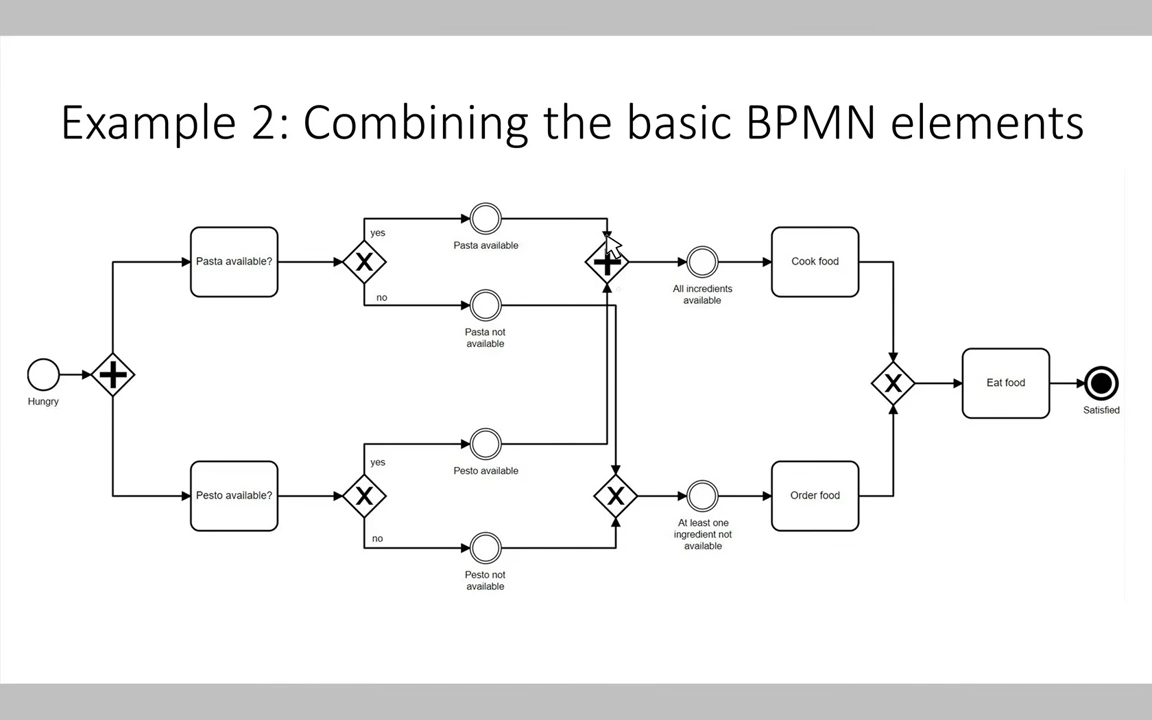 Example 2: Combining the basic BPMN elements
yes
Pasta available
Pasta available?
X
no
Pasta not
available
All incredients
available
Cook food
Hungry
X
Eat food
Satisfied
yes
Pesto available
Pesto available?
X
no
Pesto not
available
X
At least one
ingredient not
available
Order food